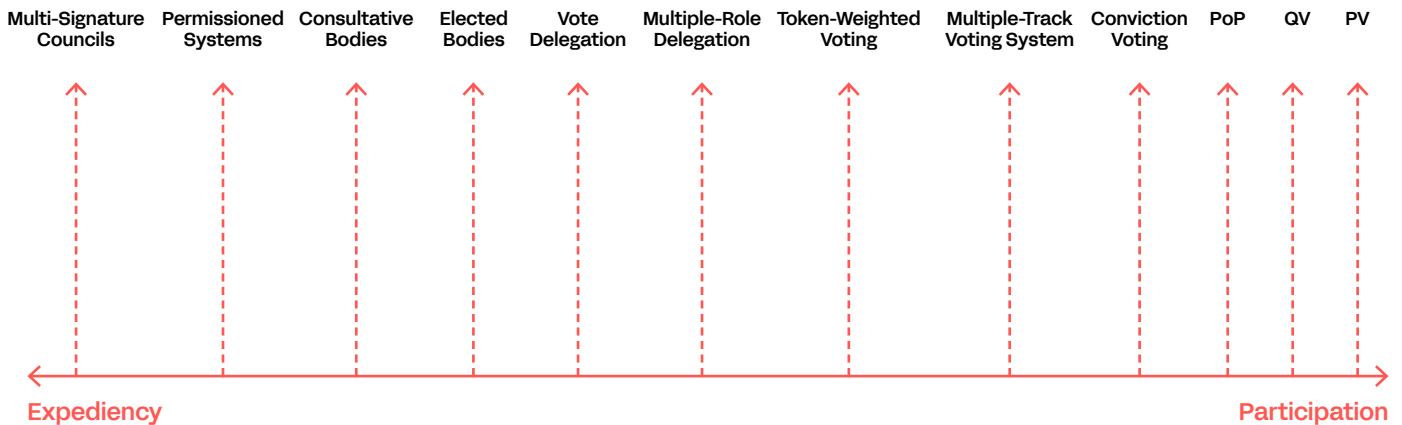 Multi-Signature
Councils
Permissioned
Systems
Consultative
Bodies
Elected
Bodies
Vote
Delegation
Multiple-Role
Delegation
Token-Weighted
Voting
Multiple-Track
Voting System
Conviction
Voting
PoP
QV
PV
Expediency
Participation